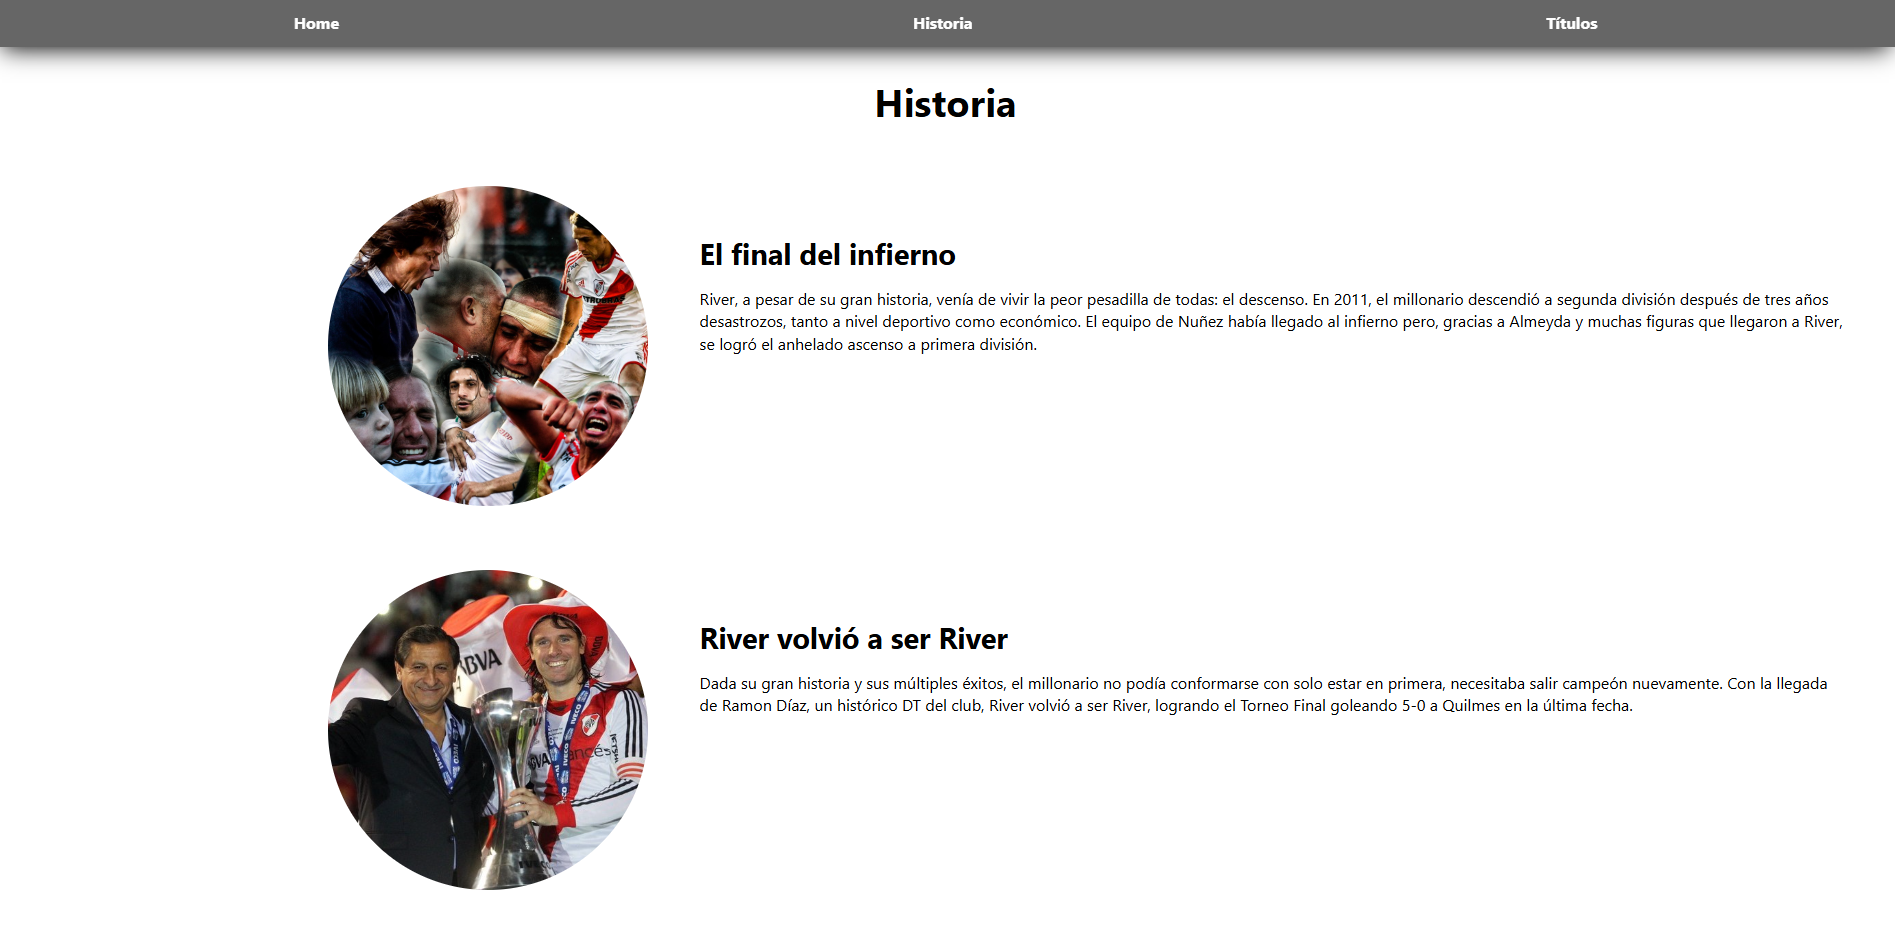 Home
Historia
Títulos
Historia
El final del infierno
River, a pesar de su gran historia, venía de vivir la peor pesadilla de todas: el descenso. En 2011, el millonario descendió a segunda división después de tres años
desastrozos, tanto a nivel deportivo como económico. El equipo de Nuñez había llegado al infierno pero, gracias a Almeyda y muchas figuras que llegaron a River,
se logró el anhelado ascenso a primera división.
BBVA
IVECO
River volvió a ser River
Dada su gran historia y sus múltiples éxitos, el millonario no podía conformarse con solo estar en primera, necesitaba salir campeón nuevamente. Con la llegada
de Ramon Díaz, un histórico DT del club, River volvió a ser River, logrando el Torneo Final goleando 5-0 a Quilmes en la última fecha.